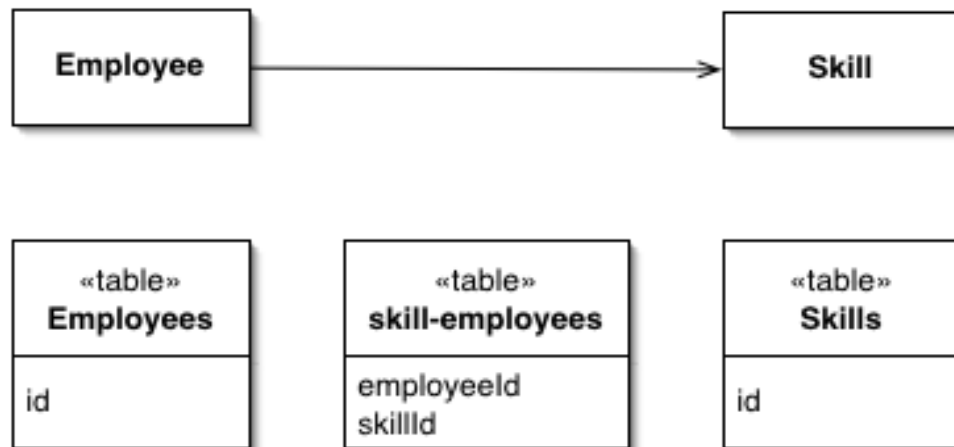 Employee
Skill
«table»
Employees
id
«table»
skill-employees
employeeId
skillId
«table»
Skills
id